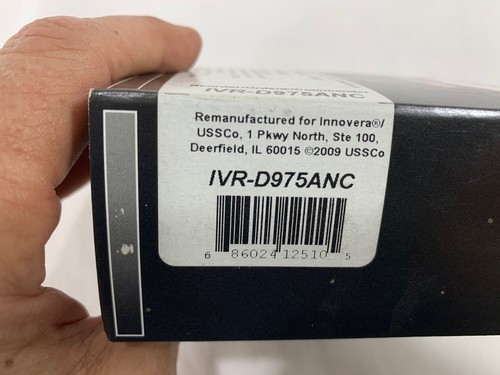 IVR-D975ANC
Remanufactured for Innovera®/
USSCo, 1 Pkwy North, Ste 100,
Deerfield, IL 60015 ©2009 USSCo
IVR-D975ANC
6 86024 12510 5